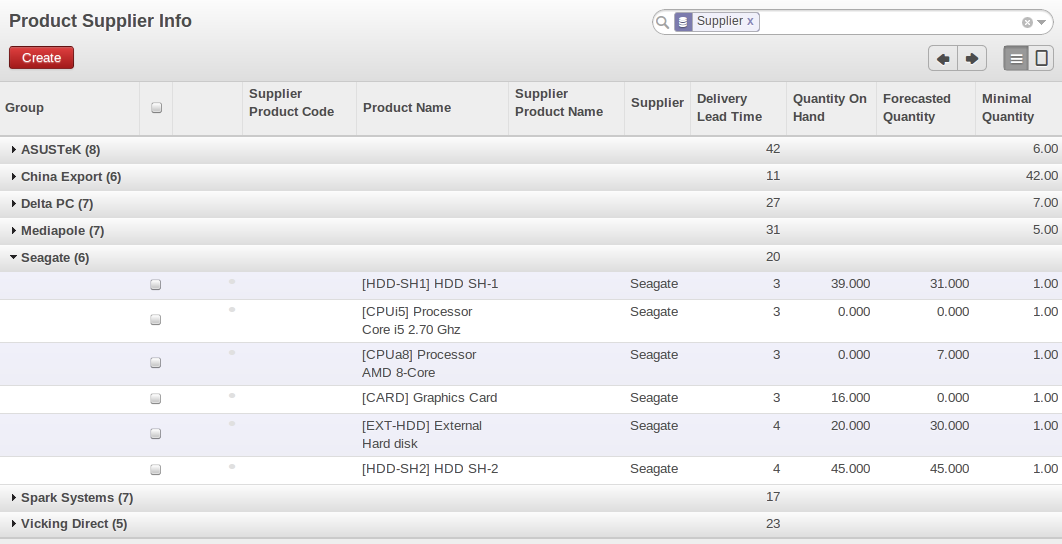 Product Supplier Info
Supplier x
Create
Group
Supplier Product Code
Product Name
Supplier Product Name
Supplier
Delivery Lead Time
Quantity On Hand
Forecasted Quantity
Minimal Quantity
ASUSTeK (8) 42 6.00
China Export (6) 11 42.00
Delta PC (7) 27 7.00
Mediapole (7) 31 5.00
Seagate (6) 20
[HDD-SH1] HDD SH-1 Seagate 3 39.000 31.000 1.00
[CPUi5] Processor Seagate 3 0.000 0.000 1.00
Core i5 2.70 Ghz
[CPUa8] Processor Seagate 3 0.000 7.000 1.00
AMD 8-Core
[CARD] Graphics Card Seagate 3 16.000 0.000 1.00
[EXT-HDD] External Seagate 4 20.000 30.000 1.00
Hard disk
[HDD-SH2] HDD SH-2 Seagate 4 45.000 45.000 1.00
Spark Systems (7) 17
Vicking Direct (5) 23